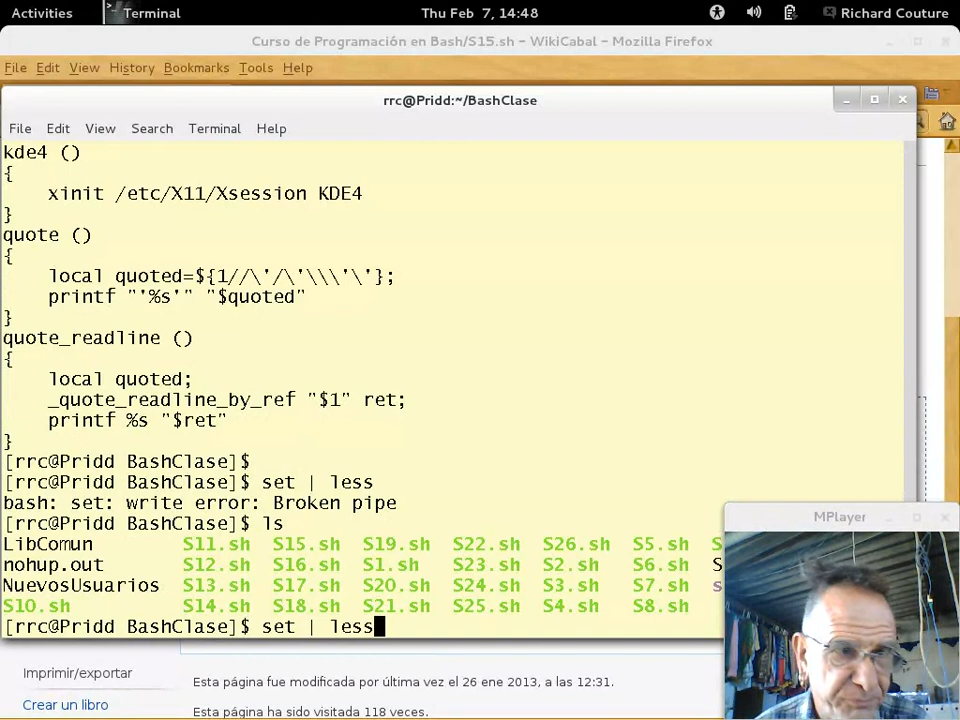 Activities Terminal Thu Feb 7, 14:48 Richard Couture
Curso de Programación en Bash/S15.sh - WikiCabal - Mozilla Firefox
File Edit View History Bookmarks Tools Help
rrc@Pridd:~/BashClase
File Edit View Search Terminal Help
kde4 ()
{
    xinit /etc/X11/Xsession KDE4
}
quote ()
{
    local quoted=${1//\'/\'\\\'\'};
    printf "'%s'" "$quoted"
}
quote_readline ()
{
    local quoted;
    _quote_readline_by_ref "$1" ret;
    printf %s "$ret"
}
[rrc@Pridd BashClase]$
[rrc@Pridd BashClase]$ set | less
bash: set: write error: Broken pipe
[rrc@Pridd BashClase]$ ls
LibComun S11.sh S15.sh S19.sh S22.sh S26.sh S5.sh S
nohup.out S12.sh S16.sh S1.sh S23.sh S2.sh S6.sh S
NuevosUsuarios S13.sh S17.sh S20.sh S24.sh S3.sh S7.sh s
S10.sh S14.sh S18.sh S21.sh S25.sh S4.sh S8.sh
[rrc@Pridd BashClase]$ set | less
MPlayer
Imprimir/exportar
Crear un libro
Esta página fue modificada por última vez el 26 ene 2013, a las 12:31.
Esta página ha sido visitada 118 veces.